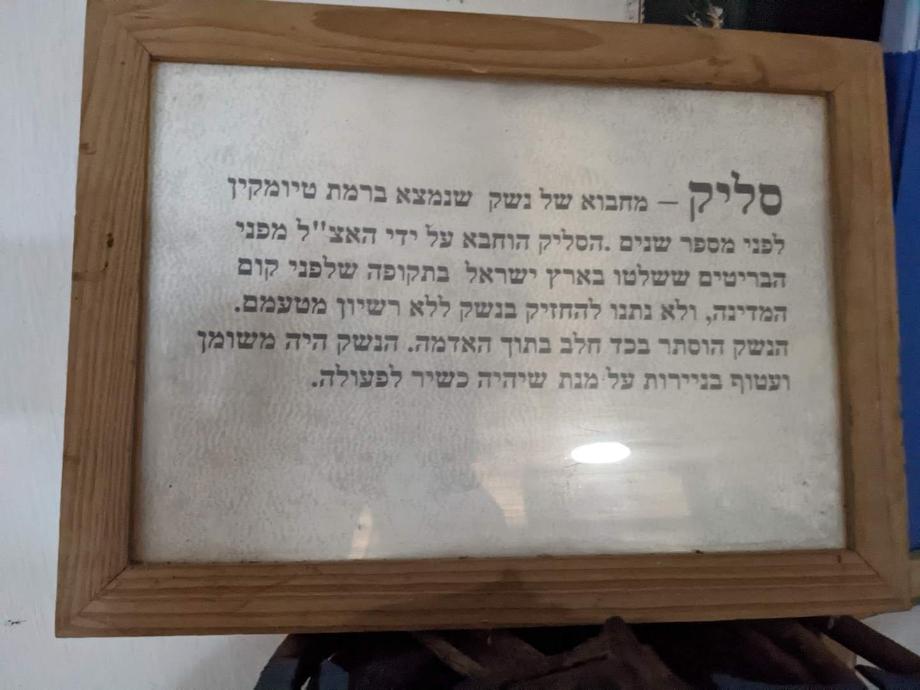 סליק – מחבוא של נשק שנמצא ברמת טיומקין
לפני מספר שנים .הסליק הוחבא על ידי האצ"ל מפני
הבריטים ששלטו בארץ ישראל בתקופה שלפני קום
המדינה, ולא נתנו להחזיק בנשק ללא רשיון מטעמם.
הנשק הוסתר בכד חלב בתוך האדמה. הנשק היה משומן
ועטוף בניירות על מנת שיהיה כשיר לפעולה.